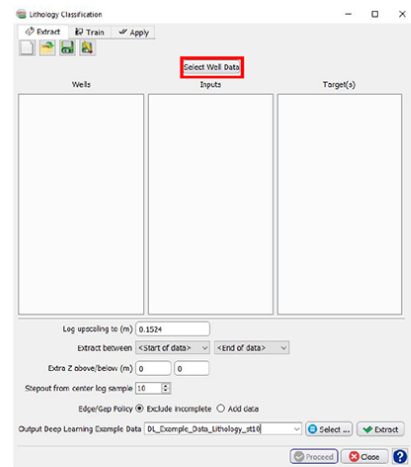 Lithology Classification
Extract Train Apply
Select Well Data
Wells Inputs Target(s)
Log upscaling to (m) 0.1524
Extract between <Start of data> <End of data>
Extra Z above/below (m) 0 0
Stepout from center log sample 10
Edge/Gap Policy Exclude Incomplete Add data
Output Deep Learning Example Data DL_Example_Data_Lithology_st10 Select ... Extract
Proceed Close ?